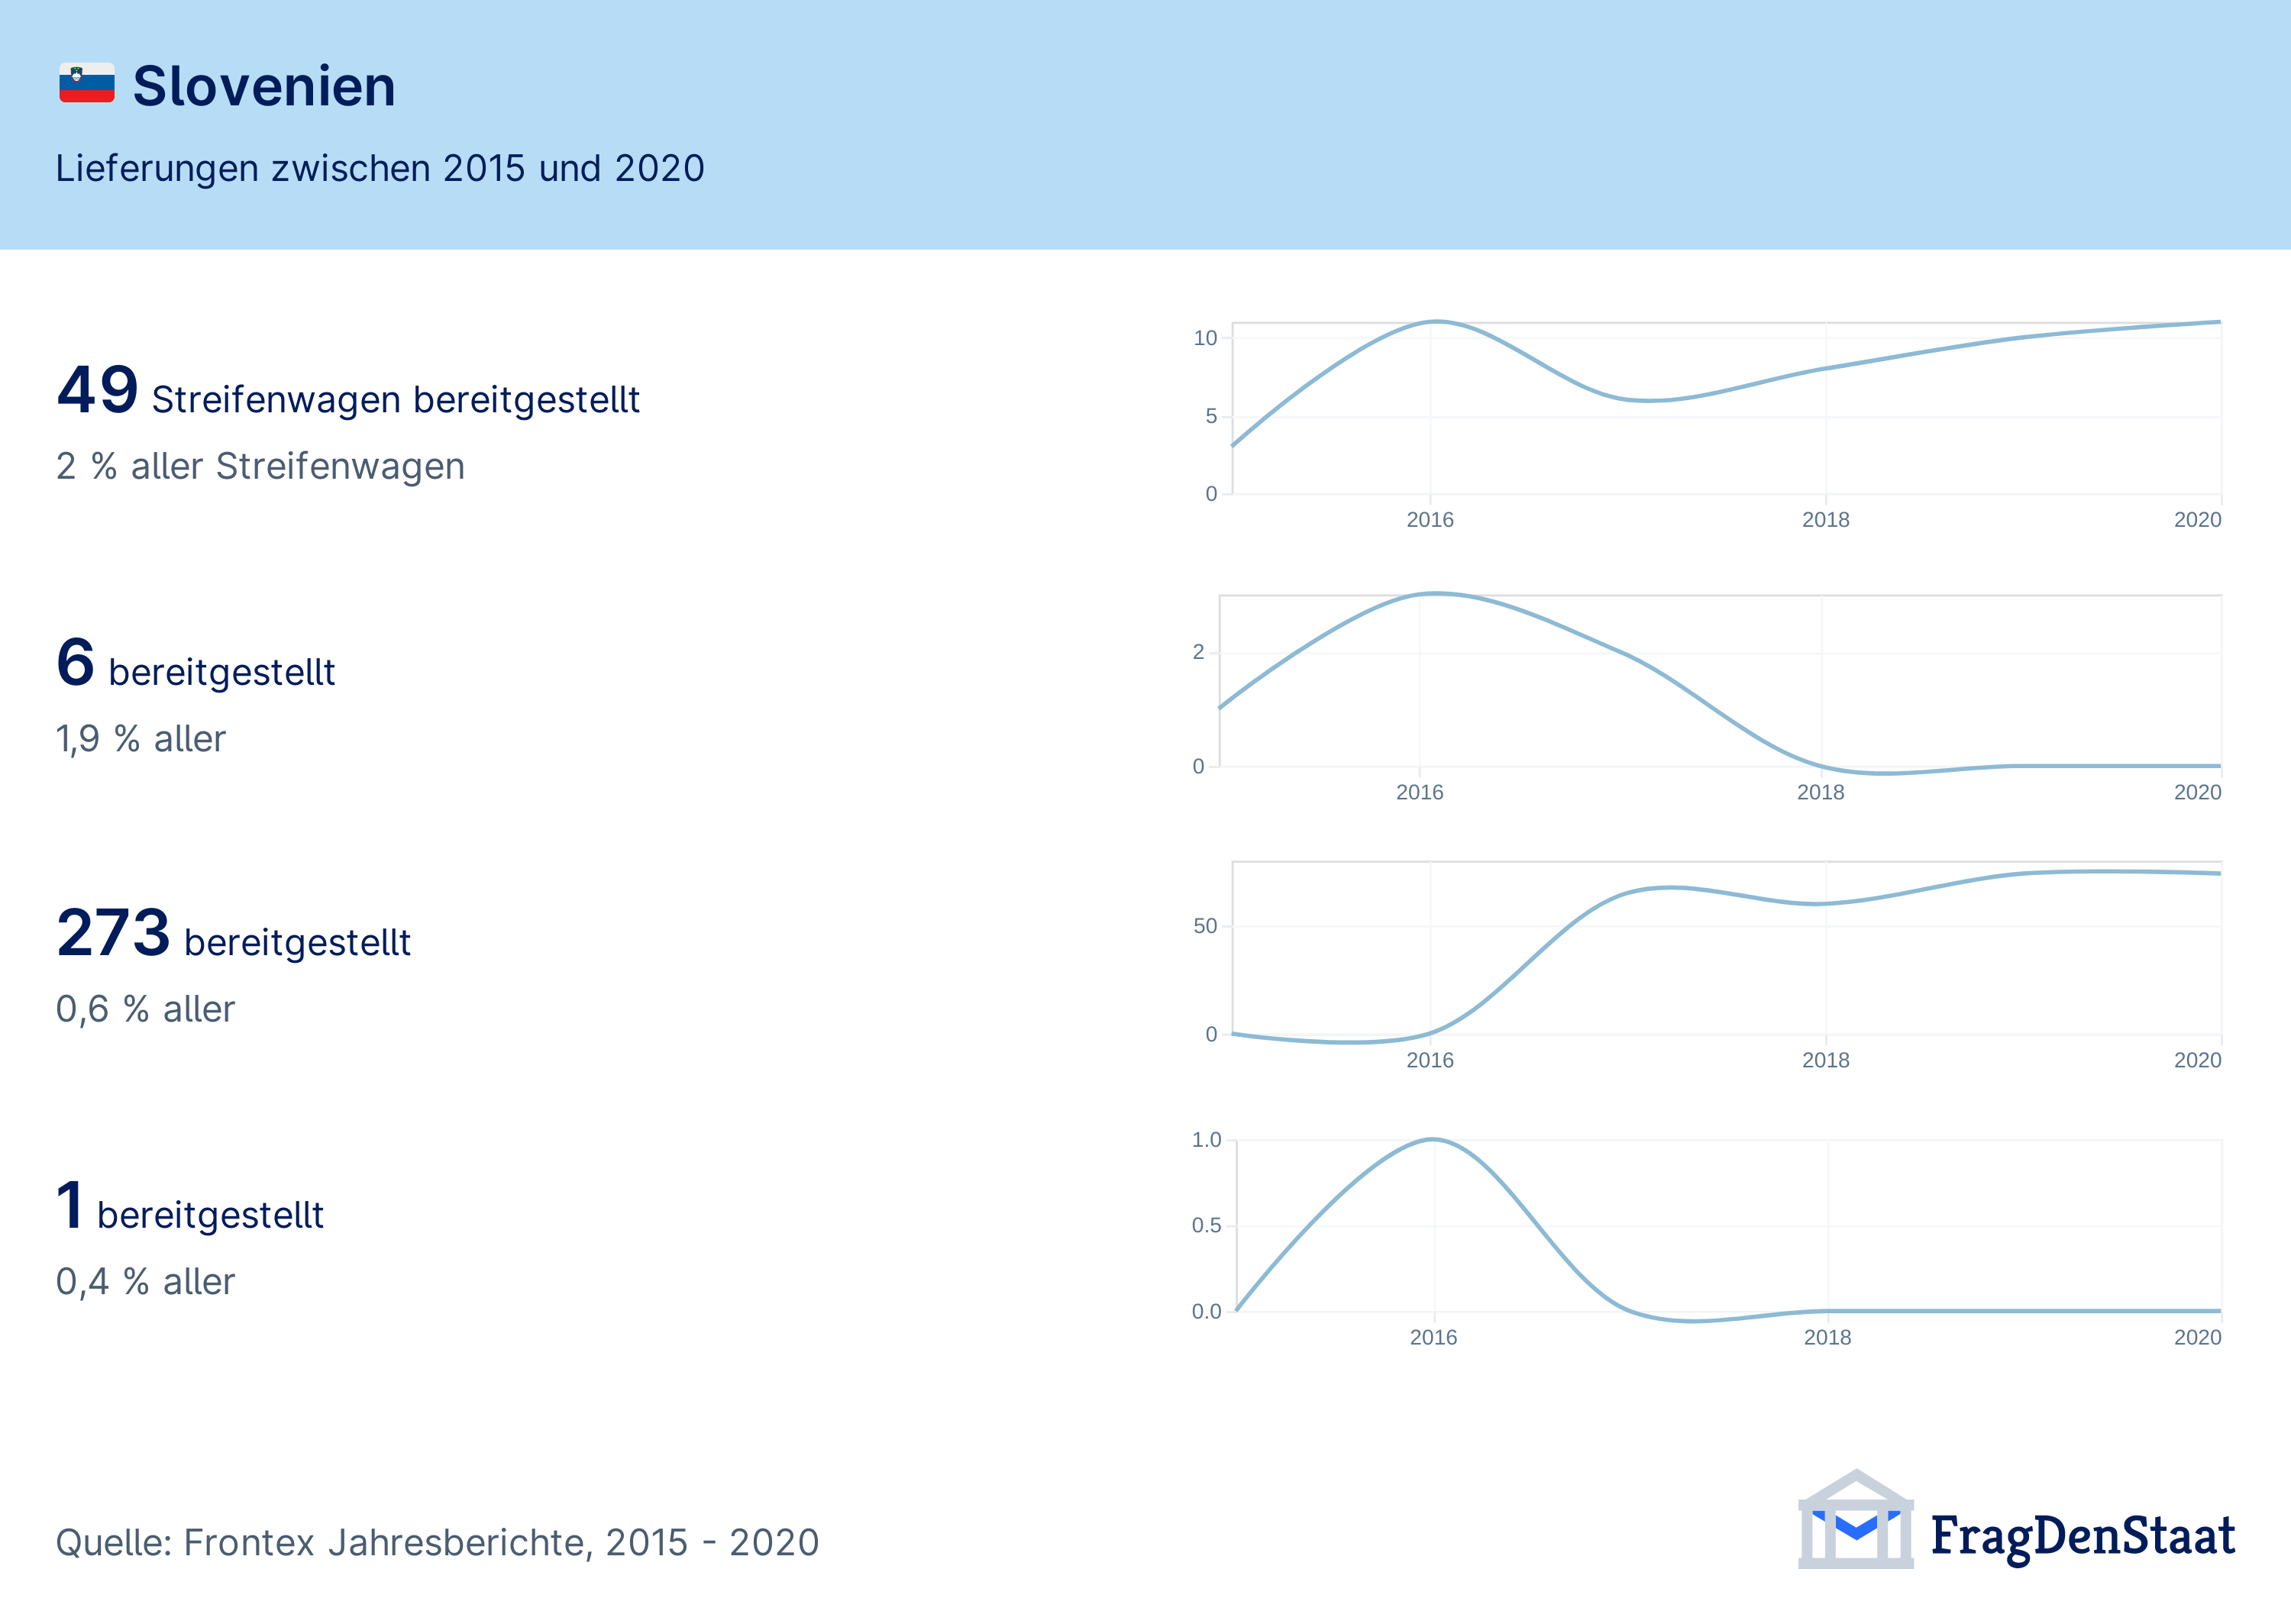 Slovenien
Lieferungen zwischen 2015 und 2020
49 Streifenwagen bereitgestellt
2 % aller Streifenwagen
10
5
0
2016 2018 2020
6 bereitgestellt
1,9 % aller
2
0
2016 2018 2020
273 bereitgestellt
0,6 % aller
50
0
2016 2018 2020
1 bereitgestellt
0,4 % aller
1.0
0.5
0.0
2016 2018 2020
Quelle: Frontex Jahresberichte, 2015 - 2020
FragDenStaat